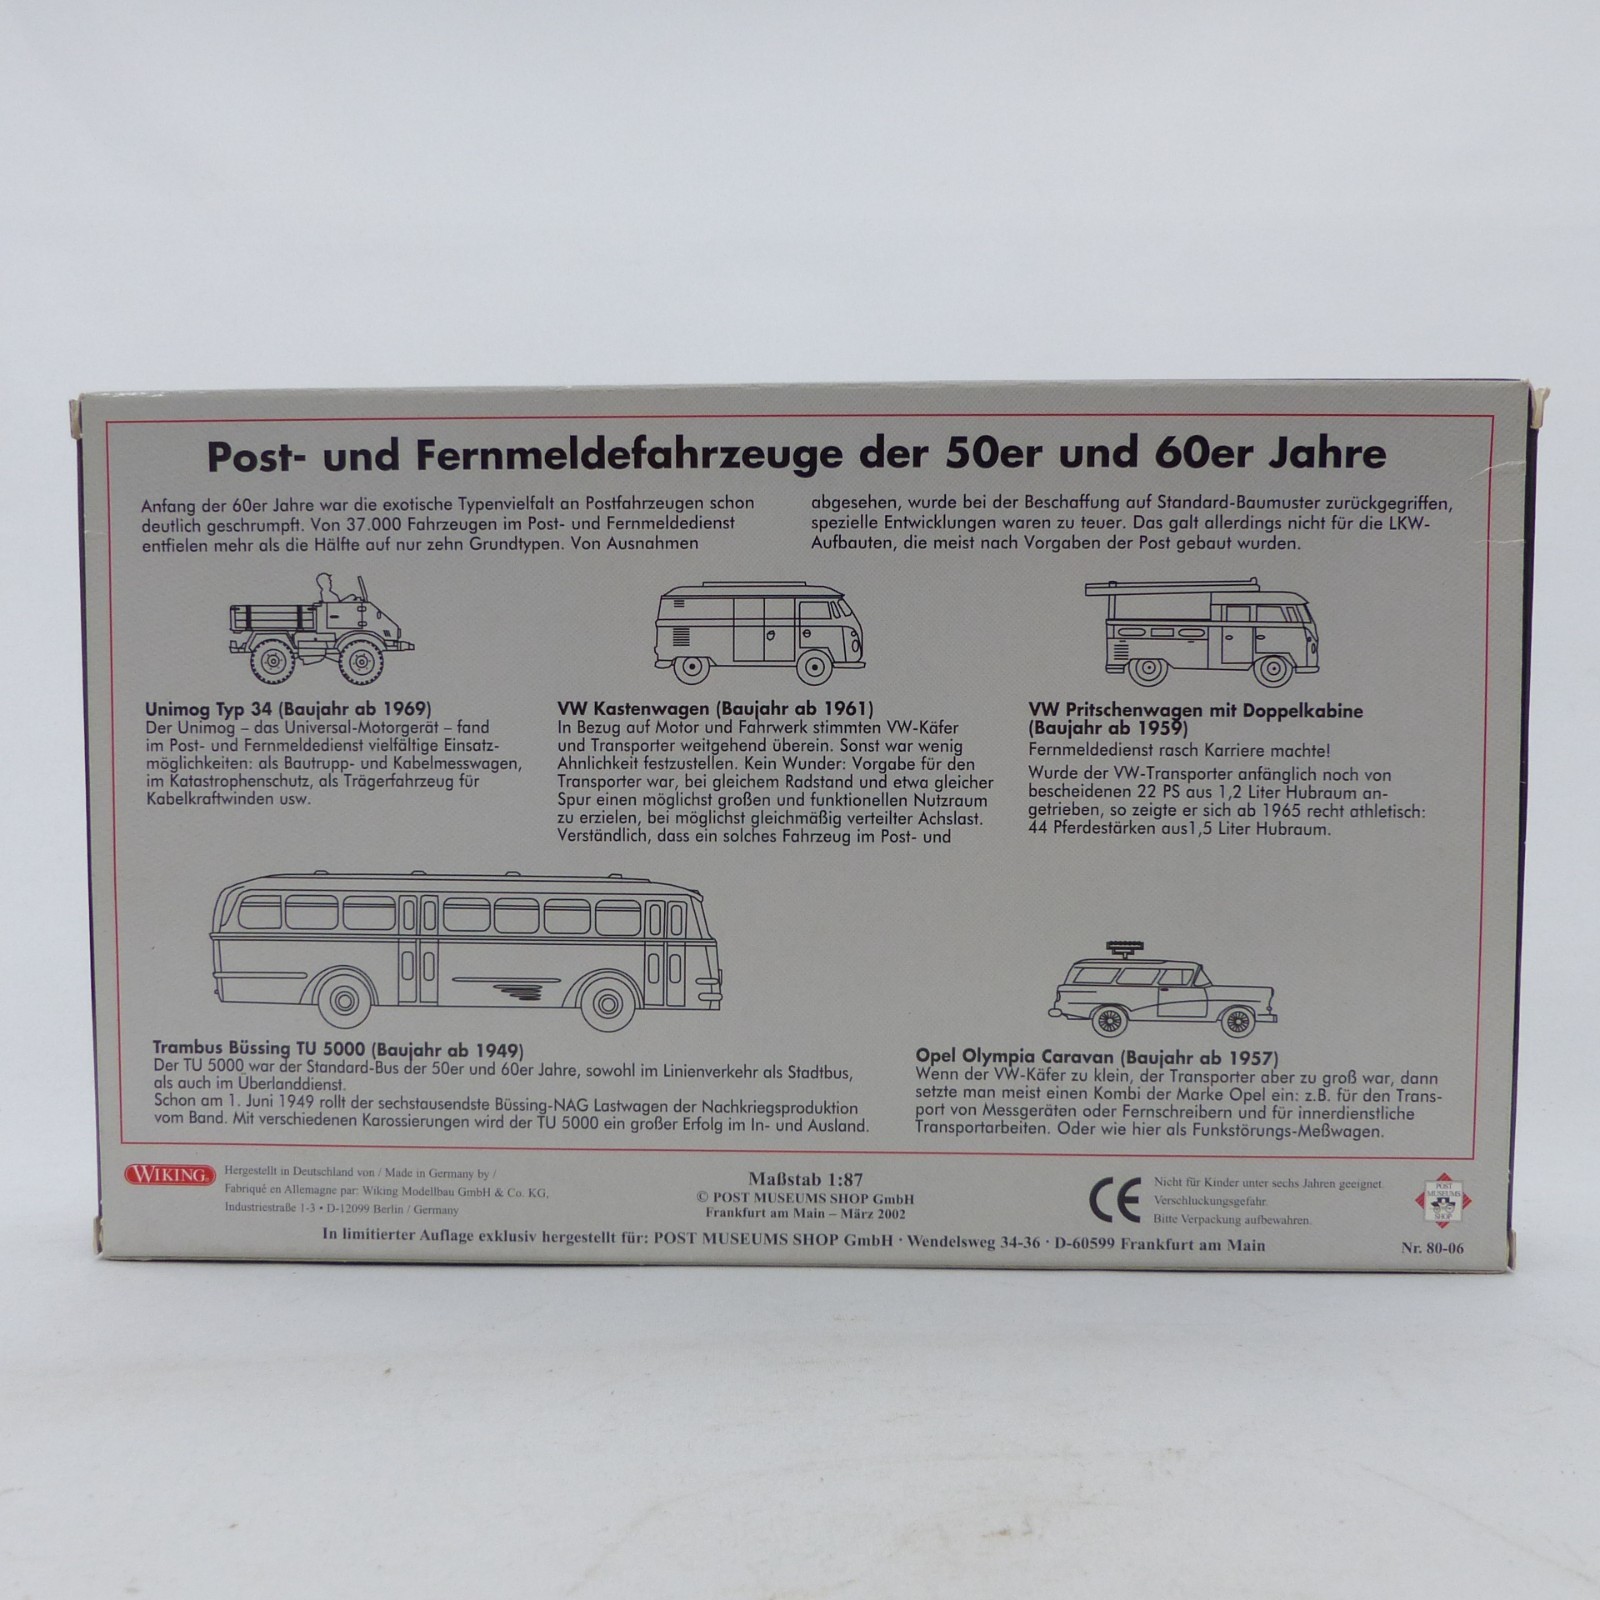 Post- und Fernmeldefahrzeuge der 50er und 60er Jahre
Anfang der 60er Jahre war die exotische Typenvielfalt an Postfahrzeugen schon
deutlich geschrumpft. Von 37.000 Fahrzeugen im Post- und Fernmeldedienst
entfielen mehr als die Hälfte auf nur zehn Grundtypen. Von Ausnahmen
abgesehen, wurde bei der Beschaffung auf Standard-Baumuster zurückgegriffen,
spezielle Entwicklungen waren zu teuer. Das galt allerdings nicht für die LKW-
Aufbauten, die meist nach Vorgaben der Post gebaut wurden.
Unimog Typ 34 (Baujahr ab 1969)
Der Unimog – das Universal-Motorgerät – fand
im Post- und Fernmeldedienst vielfältige Einsatz-
möglichkeiten: als Bautrupp- und Kabelmesswagen,
im Katastrophenschutz, als Trägerfahrzeug für
Kabelkraftwinden usw.
VW Kastenwagen (Baujahr ab 1961)
In Bezug auf Motor und Fahrwerk stimmten VW-Käfer
und Transporter weitgehend überein. Sonst war wenig
Ahnlichkeit festzustellen. Kein Wunder: Vorgabe für den
Transporter war, bei gleichem Radstand und etwa gleicher
Spur einen möglichst großen und funktionellen Nutzraum
zu erzielen, bei möglichst gleichmäßig verteilter Achslast.
Verständlich, dass ein solches Fahrzeug im Post- und
VW Pritschenwagen mit Doppelkabine
(Baujahr ab 1959)
Fernmeldedienst rasch Karriere machte!
Wurde der VW-Transporter anfänglich noch von
bescheidenen 22 PS aus 1,2 Liter Hubraum an-
getrieben, so zeigte er sich ab 1965 recht athletisch:
44 Pferdestärken aus1,5 Liter Hubraum.
Trambus Büssing TU 5000 (Baujahr ab 1949)
Der TU 5000 war der Standard-Bus der 50er und 60er Jahre, sowohl im Linienverkehr als Stadtbus,
als auch im Überlanddienst.
Schon am 1. Juni 1949 rollt der sechstausendste Büssing-NAG Lastwagen der Nachkriegsproduktion
vom Band. Mit verschiedenen Karossierungen wird der TU 5000 ein großer Erfolg im In- und Ausland.
Opel Olympia Caravan (Baujahr ab 1957)
Wenn der VW-Käfer zu klein, der Transporter aber zu groß war, dann
setzte man meist einen Kombi der Marke Opel ein: z.B. für den Trans-
port von Messgeräten oder Fernschreibern und für innerdienstliche
Transportarbeiten. Oder wie hier als Funkstörungs-Meßwagen.
WIKING
Hergestellt in Deutschland von / Made in Germany by /
Fabriqué en Allemagne par: Wiking Modellbau GmbH & Co. KG,
Industriestraße 1-3 • D-12099 Berlin / Germany
Maßstab 1:87
© POST MUSEUMS SHOP GmbH
Frankfurt am Main – März 2002
CE
Nicht für Kinder unter sechs Jahren geeignet.
Verschluckungsgefahr.
Bitte Verpackung aufbewahren.
POST
MUSEUMS
SHOP
In limitierter Auflage exklusiv hergestellt für: POST MUSEUMS SHOP GmbH · Wendelsweg 34-36 · D-60599 Frankfurt am Main
Nr. 80-06